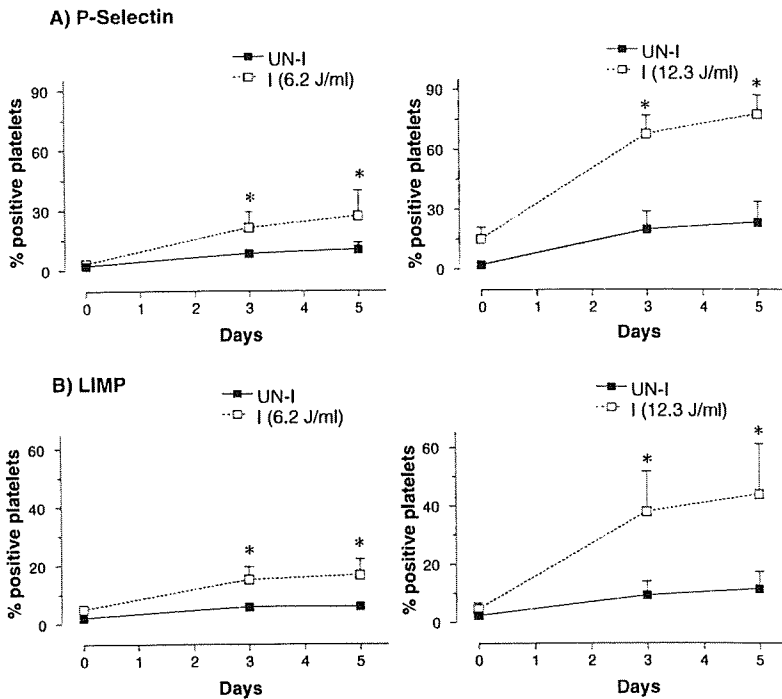 A) P-Selectin
UN-I
I (6.2 J/ml)
% positive platelets
90
60
30
0
* *
0 1 2 3 4 5
Days
UN-I
I (12.3 J/ml)
% positive platelets
90
60
30
0
* *
0 1 2 3 4 5
Days
B) LIMP
UN-I
I (6.2 J/ml)
% positive platelets
60
40
20
0
* *
0 1 2 3 4 5
Days
UN-I
I (12.3 J/ml)
% positive platelets
60
40
20
0
* *
0 1 2 3 4 5
Days